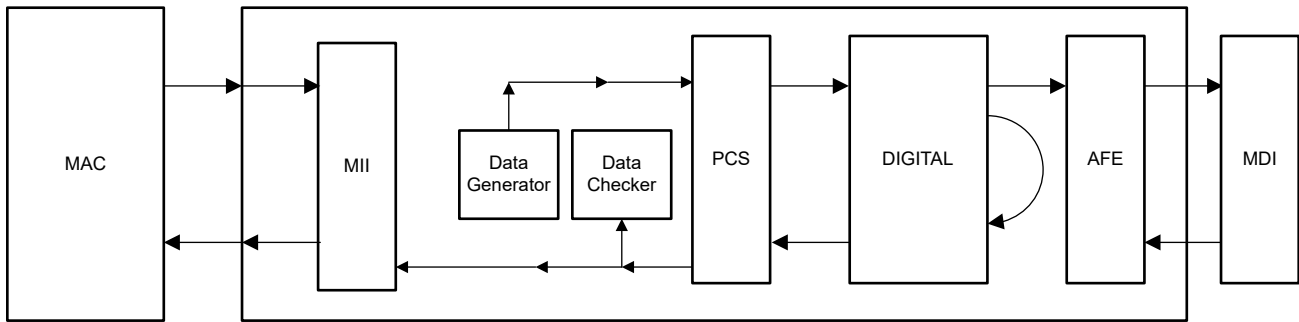 MAC
MII
Data
Generator
Data
Checker
PCS
DIGITAL
AFE
MDI